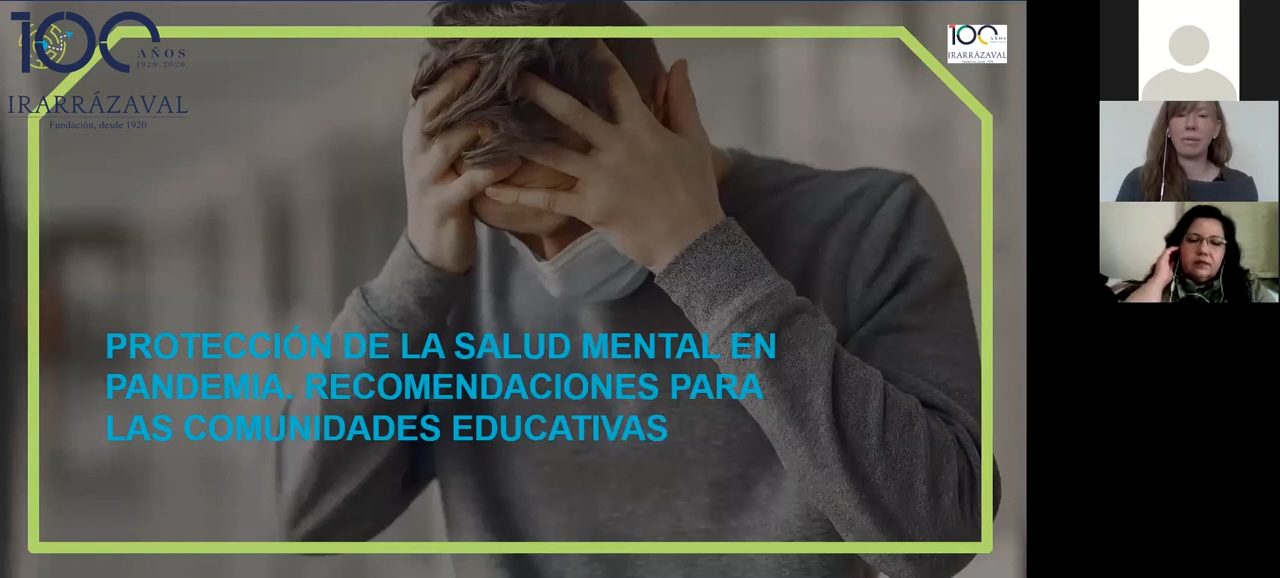 100
AÑOS
1920-2020
IRARRÁZAVAL
Fundación, desde 1920
100
AÑOS
IRARRÁZAVAL
PROTECCIÓN DE LA SALUD MENTAL EN
PANDEMIA. RECOMENDACIONES PARA
LAS COMUNIDADES EDUCATIVAS